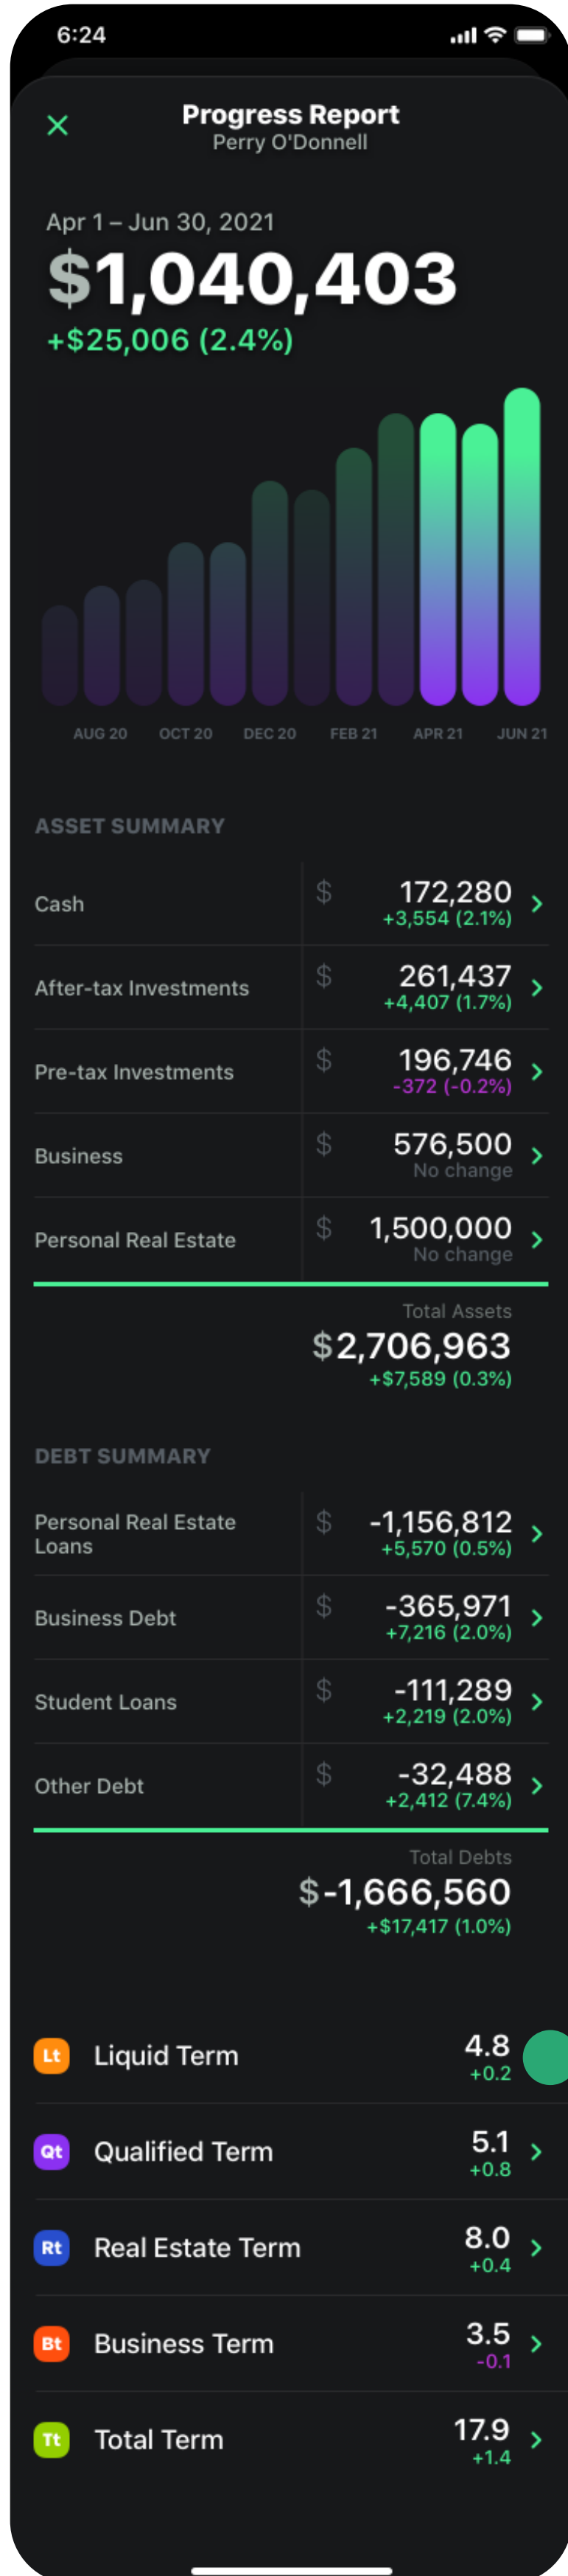 6:24
Progress Report
Perry O'Donnell
Apr 1 – Jun 30, 2021
$1,040,403
+$25,006 (2.4%)
AUG 20 OCT 20 DEC 20 FEB 21 APR 21 JUN 21
ASSET SUMMARY
Cash $ 172,280
+3,554 (2.1%)
After-tax Investments $ 261,437
+4,407 (1.7%)
Pre-tax Investments $ 196,746
-372 (-0.2%)
Business $ 576,500
No change
Personal Real Estate $ 1,500,000
No change
Total Assets
$2,706,963
+$7,589 (0.3%)
DEBT SUMMARY
Personal Real Estate
Loans
$ -1,156,812
+5,570 (0.5%)
Business Debt $ -365,971
+7,216 (2.0%)
Student Loans $ -111,289
+2,219 (2.0%)
Other Debt $ -32,488
+2,412 (7.4%)
Total Debts
$-1,666,560
+$17,417 (1.0%)
Lt Liquid Term 4.8
+0.2
Qt Qualified Term 5.1
+0.8
Rt Real Estate Term 8.0
+0.4
Bt Business Term 3.5
-0.1
Tt Total Term 17.9
+1.4